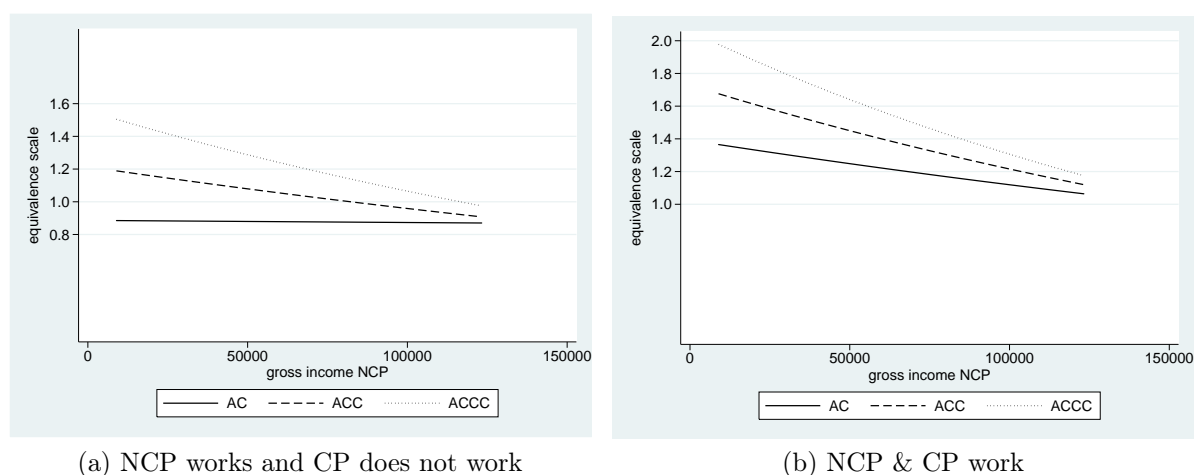 equivalence scale
1.6
1.4
1.2
1.0
0.8
0 50000 100000 150000
gross income NCP
AC ACC ACCC
(a) NCP works and CP does not work
equivalence scale
2.0
1.8
1.6
1.4
1.2
1.0
0 50000 100000 150000
gross income NCP
AC ACC ACCC
(b) NCP & CP work